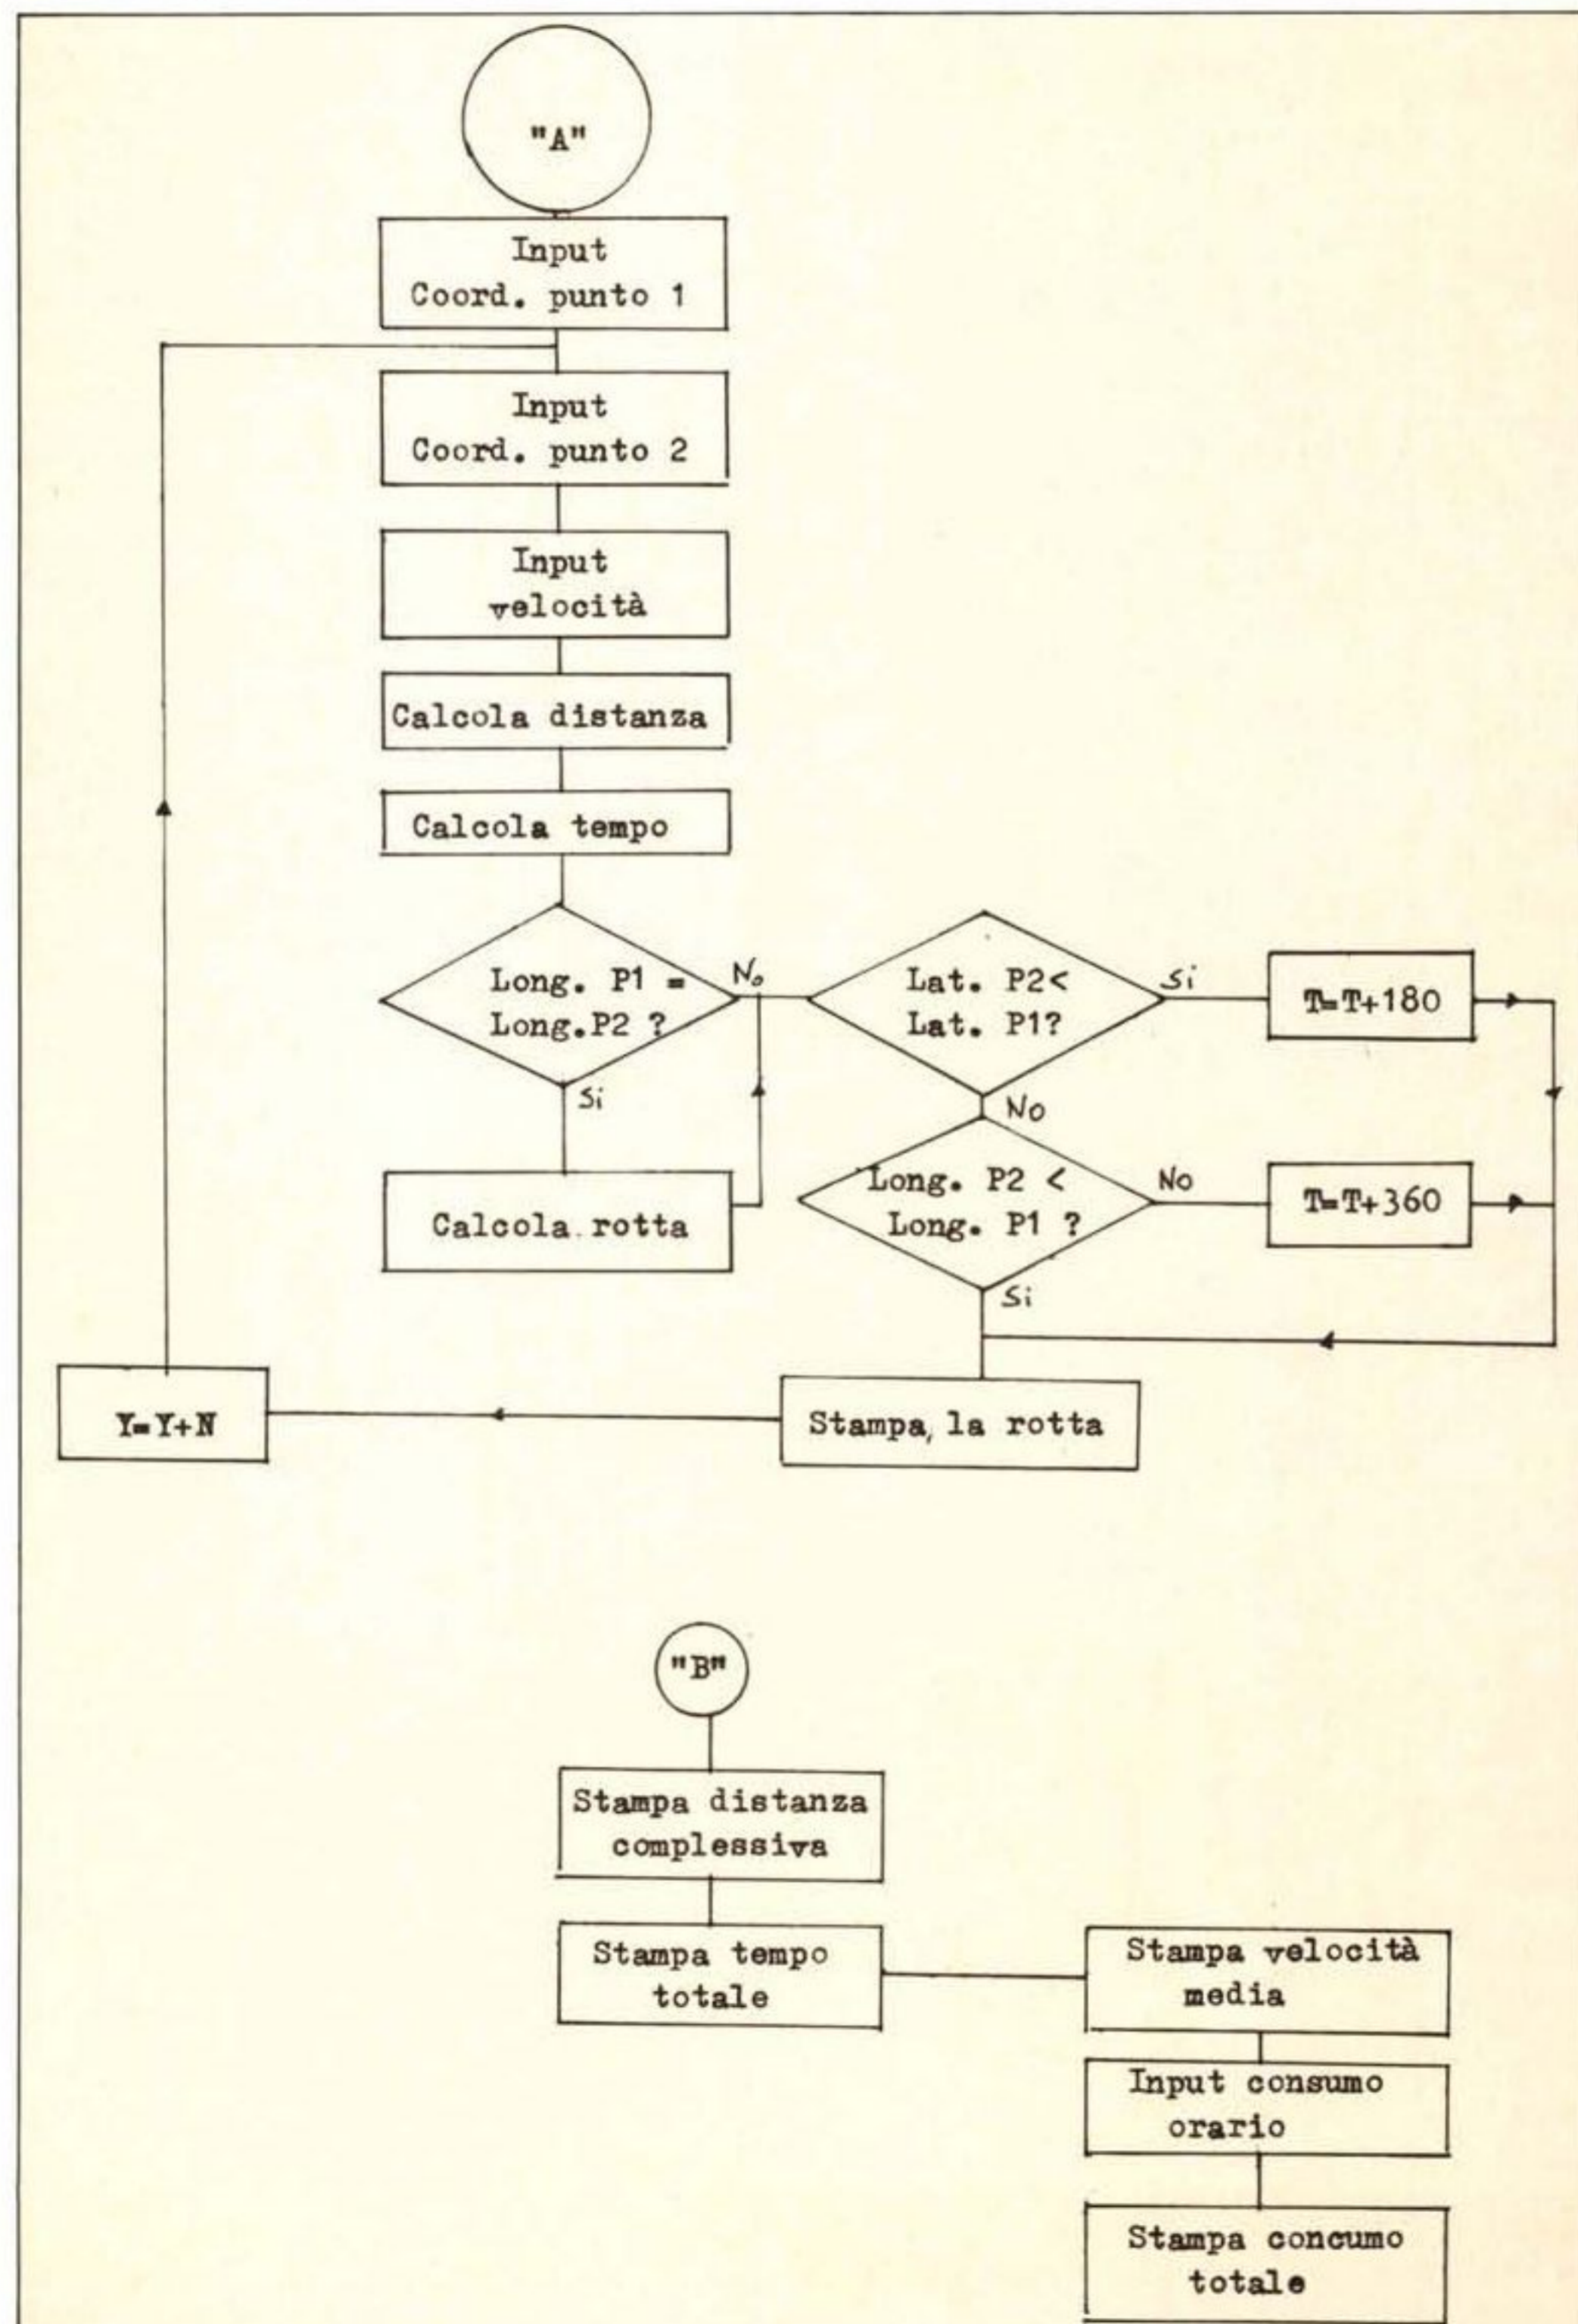 "A"
Input
Coord. punto 1
Input
Coord. punto 2
Input
velocità
Calcola distanza
Calcola tempo
Long. P1 =
Long.P2 ?
No
Si
Calcola rotta
Lat. P2<
Lat. P1?
Si
T=T+180
No
Long. P2 <
Long. P1 ?
No
T=T+360
Si
Stampa la rotta
Y=Y+N
"B"
Stampa distanza
complessiva
Stampa tempo
totale
Stampa velocità
media
Input consumo
orario
Stampa concumo
totale